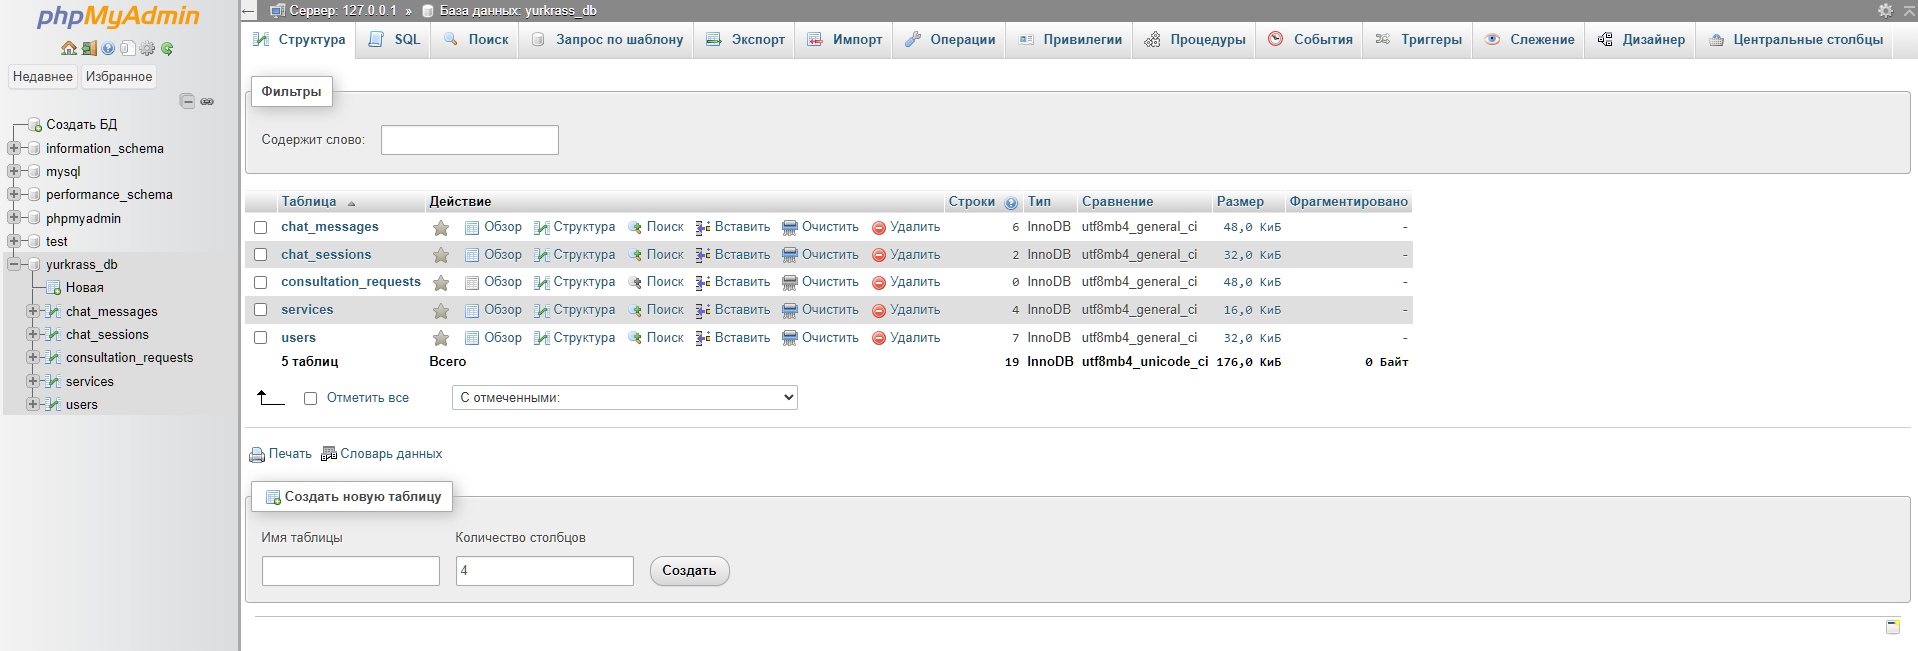 phpMyAdmin
Недавнее Избранное
Создать БД
information_schema
mysql
performance_schema
phpmyadmin
test
yurkrass_db
Новая
chat_messages
chat_sessions
consultation_requests
services
users
← Сервер: 127.0.0.1 » База данных: yurkrass_db
Структура SQL Поиск Запрос по шаблону Экспорт Импорт Операции Привилегии Процедуры События Триггеры Слежение Дизайнер Центральные столбцы
Фильтры
Содержит слово:
Таблица Действие Строки Тип Сравнение Размер Фрагментировано
chat_messages Обзор Структура Поиск Вставить Очистить Удалить 6 InnoDB utf8mb4_general_ci 48,0 КиБ -
chat_sessions Обзор Структура Поиск Вставить Очистить Удалить 2 InnoDB utf8mb4_general_ci 32,0 КиБ -
consultation_requests Обзор Структура Поиск Вставить Очистить Удалить 0 InnoDB utf8mb4_general_ci 48,0 КиБ -
services Обзор Структура Поиск Вставить Очистить Удалить 4 InnoDB utf8mb4_general_ci 16,0 КиБ -
users Обзор Структура Поиск Вставить Очистить Удалить 7 InnoDB utf8mb4_general_ci 32,0 КиБ -
5 таблиц Всего 19 InnoDB utf8mb4_unicode_ci 176,0 КиБ 0 Байт
Отметить все С отмеченными:
Печать Словарь данных
Создать новую таблицу
Имя таблицы Количество столбцов
4 Создать